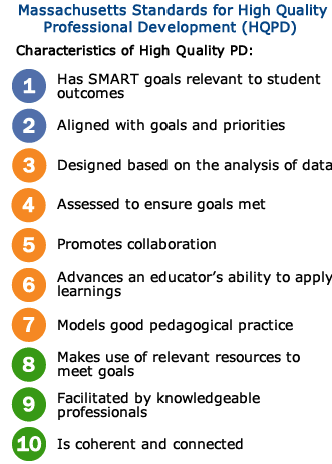 Massachusetts Standards for High Quality
Professional Development (HQPD)
Characteristics of High Quality PD:
1 Has SMART goals relevant to student
outcomes
2 Aligned with goals and priorities
3 Designed based on the analysis of data
4 Assessed to ensure goals met
5 Promotes collaboration
6 Advances an educator's ability to apply
learnings
7 Models good pedagogical practice
8 Makes use of relevant resources to
meet goals
9 Facilitated by knowledgeable
professionals
10 Is coherent and connected